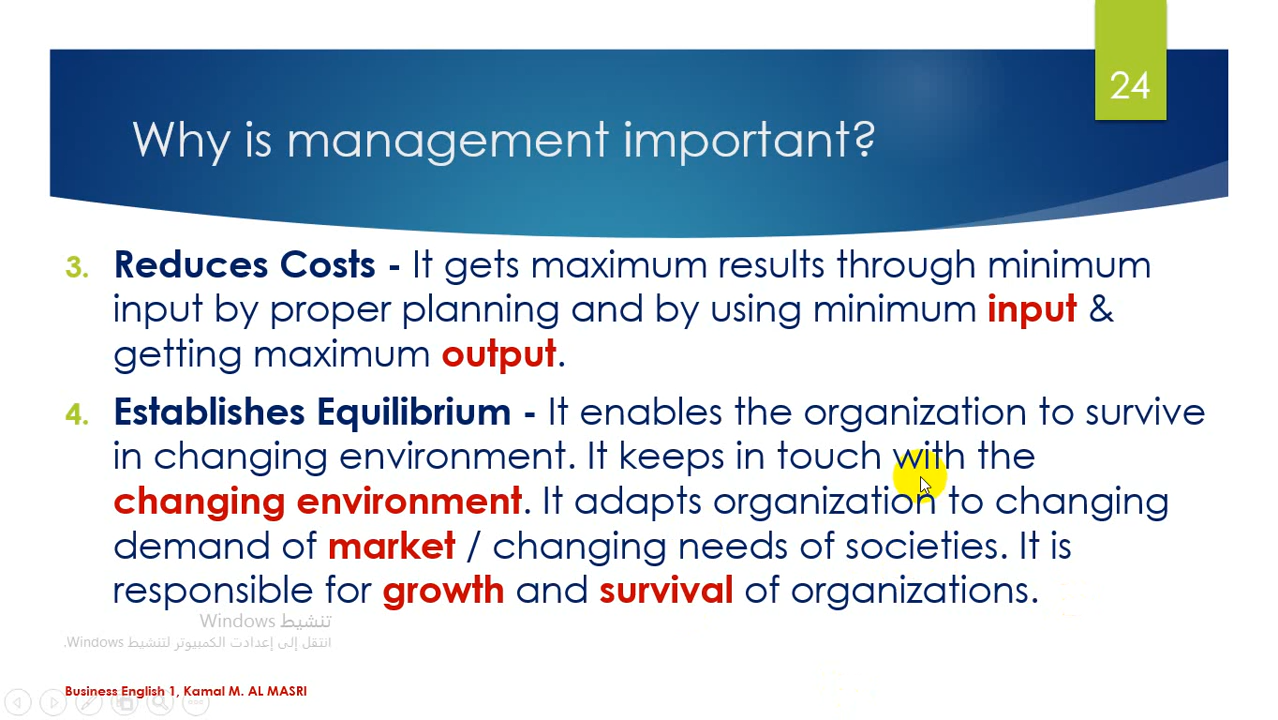 24
Why is management important?
3. Reduces Costs - It gets maximum results through minimum
input by proper planning and by using minimum input &
getting maximum output.
4. Establishes Equilibrium - It enables the organization to survive
in changing environment. It keeps in touch with the
changing environment. It adapts organization to changing
demand of market / changing needs of societies. It is
responsible for growth and survival of organizations.
تنشيط Windows
انتقل إلى إعدادت الكمبيوتر لتنشيط Windows.
Business English 1, Kamal M. AL MASRI